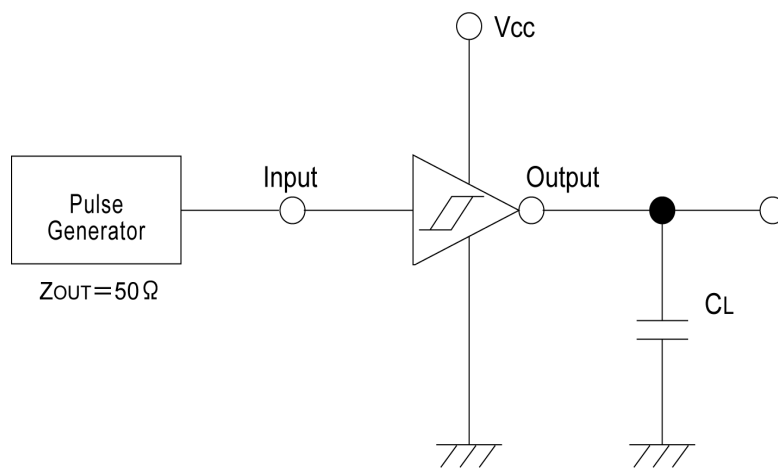 Vcc
Input
Output
Pulse
Generator
ZOUT=50Ω
CL